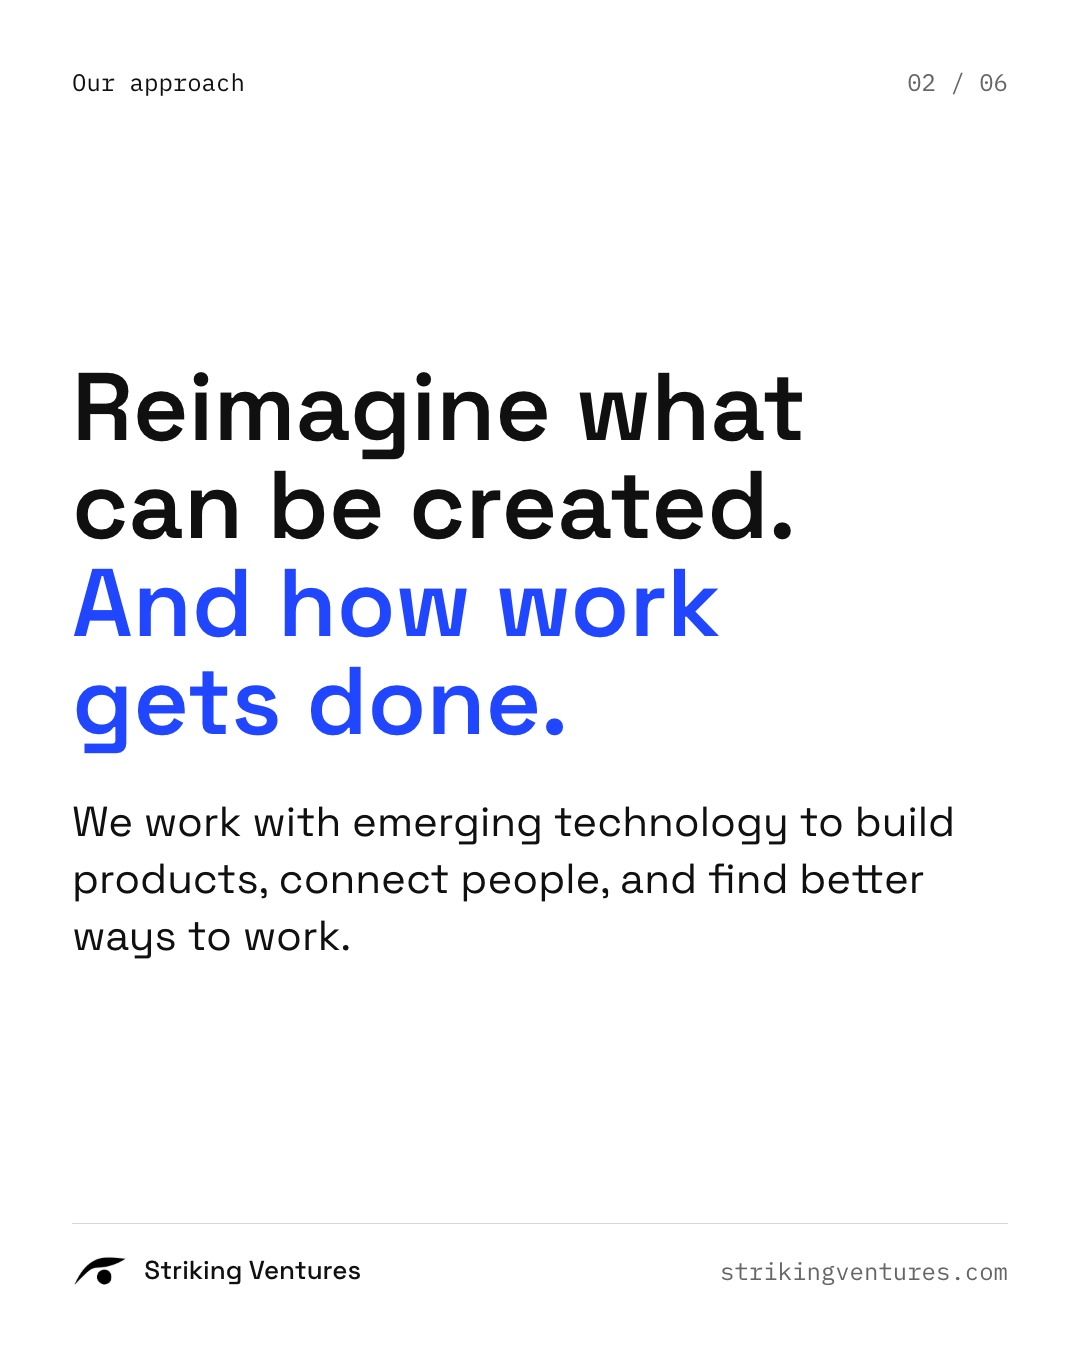 Our approach
02 / 06
Reimagine what
can be created.
And how work
gets done.
We work with emerging technology to build
products, connect people, and find better
ways to work.
Striking Ventures
strikingventures.com